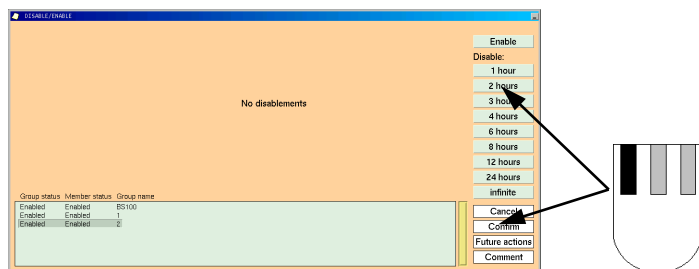 DISABLE/ENABLE
Enable
Disable:
1 hour
2 hours
No disablements
3 hours
4 hours
6 hours
8 hours
12 hours
24 hours
infinite
Group status Member status Group name
Enabled Enabled BS100
Enabled Enabled 1
Enabled Enabled 2
Cancel
Confirm
Future actions
Comment